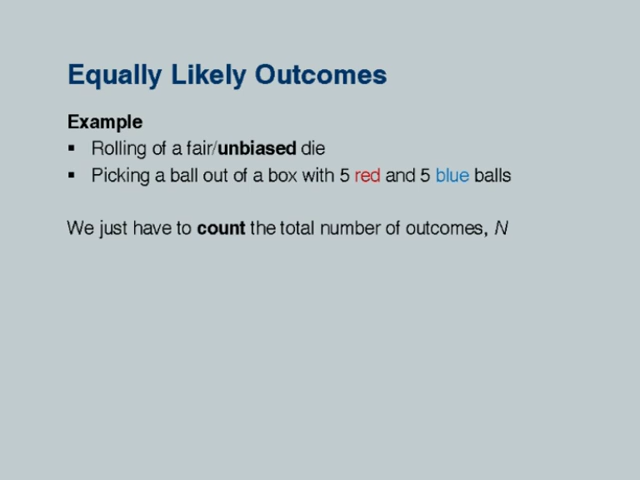 Equally Likely Outcomes
Example
▪ Rolling of a fair/unbiased die
▪ Picking a ball out of a box with 5 red and 5 blue balls
We just have to count the total number of outcomes, N